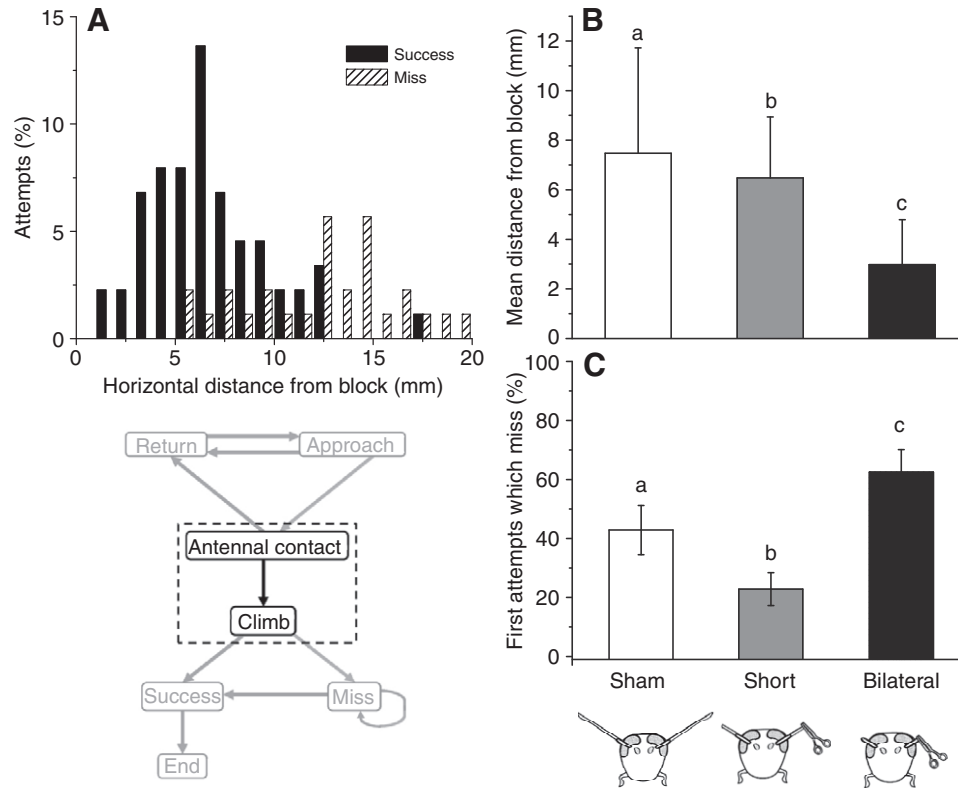 A
15
10
5
0
Attempts (%)
Success
Miss
0 5 10 15 20
Horizontal distance from block (mm)
Return
Approach
Antennal contact
Climb
Success
Miss
End
B
12
10
8
6
4
2
0
Mean distance from block (mm)
a
b
c
C
100
80
60
40
20
0
First attempts which miss (%)
a
b
c
Sham Short Bilateral